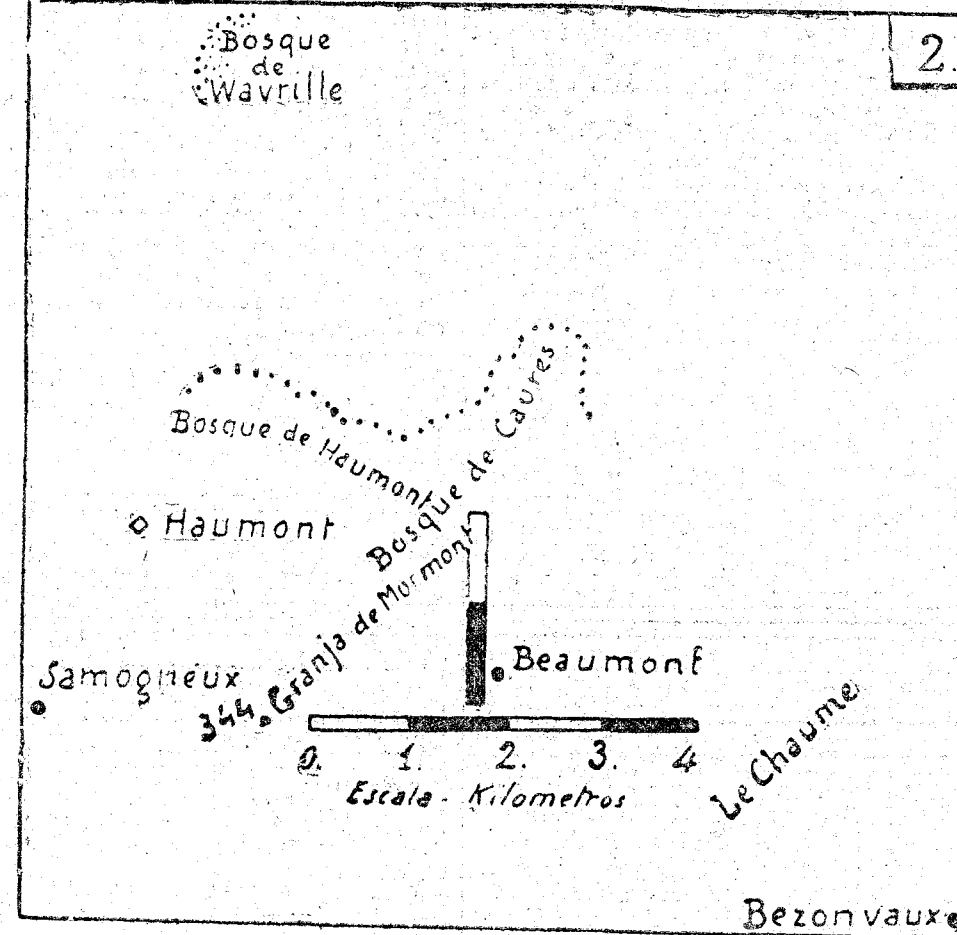 Bosque
de
Wavrille
2.
Bosque de Haumont
Bosque de Caures
Haumont
Granja de Mormont
344
Samogneux
Beaumont
0. 1. 2. 3. 4
Escala - Kilometros
Le Chaume
Bezonvaux